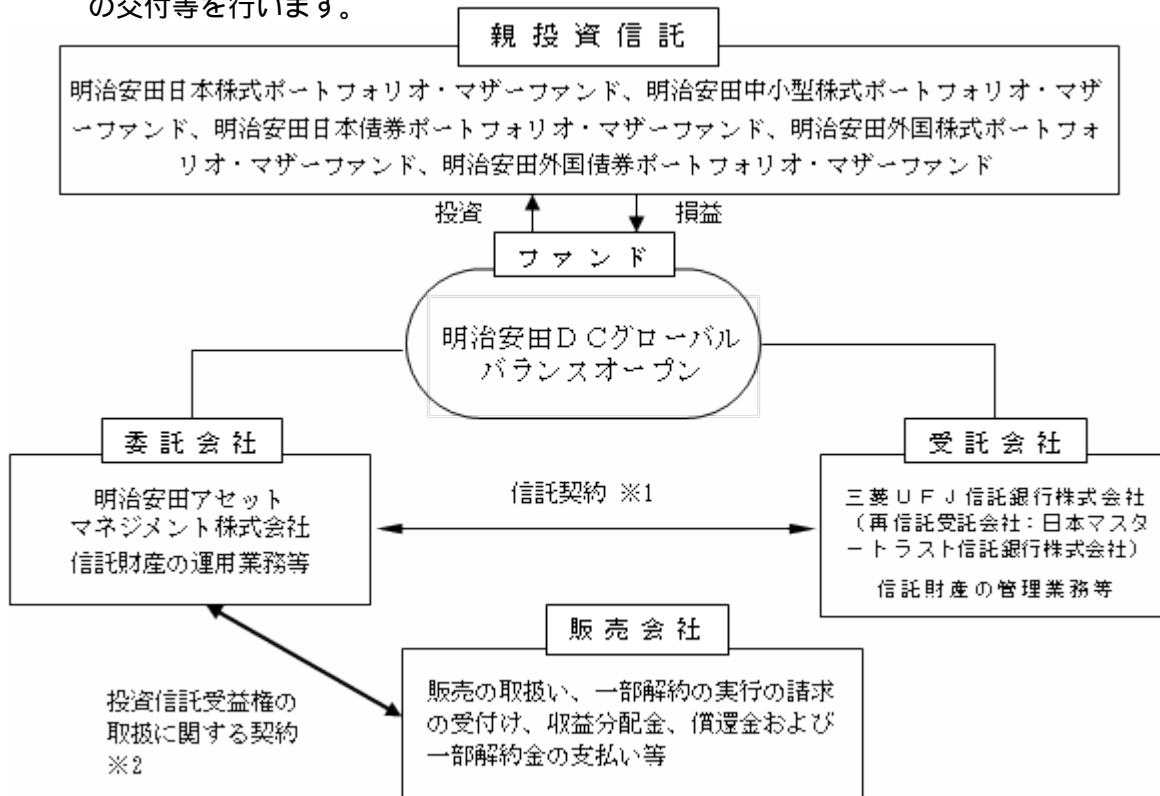 の交付等を行います。
親投資信託
明治安田日本株式ポートフォリオ・マザーファンド、明治安田中小型株式ポートフォリオ・マザ
ーファンド、明治安田日本債券ポートフォリオ・マザーファンド、明治安田外国株式ポートフォ
リオ・マザーファンド、明治安田外国債券ポートフォリオ・マザーファンド
投資
損益
ファンド
明治安田DCグローバル
バランスオープン
委託会社
明治安田アセット
マネジメント株式会社
信託財産の運用業務等
信託契約 ※1
受託会社
三菱UFJ信託銀行株式会社
(再信託受託会社:日本マスタ
ートラスト信託銀行株式会社)
信託財産の管理業務等
投資信託受益権の
取扱に関する契約
※2
販売会社
販売の取扱い、一部解約の実行の請求
の受付け、収益分配金、償還金および
一部解約金の支払い等